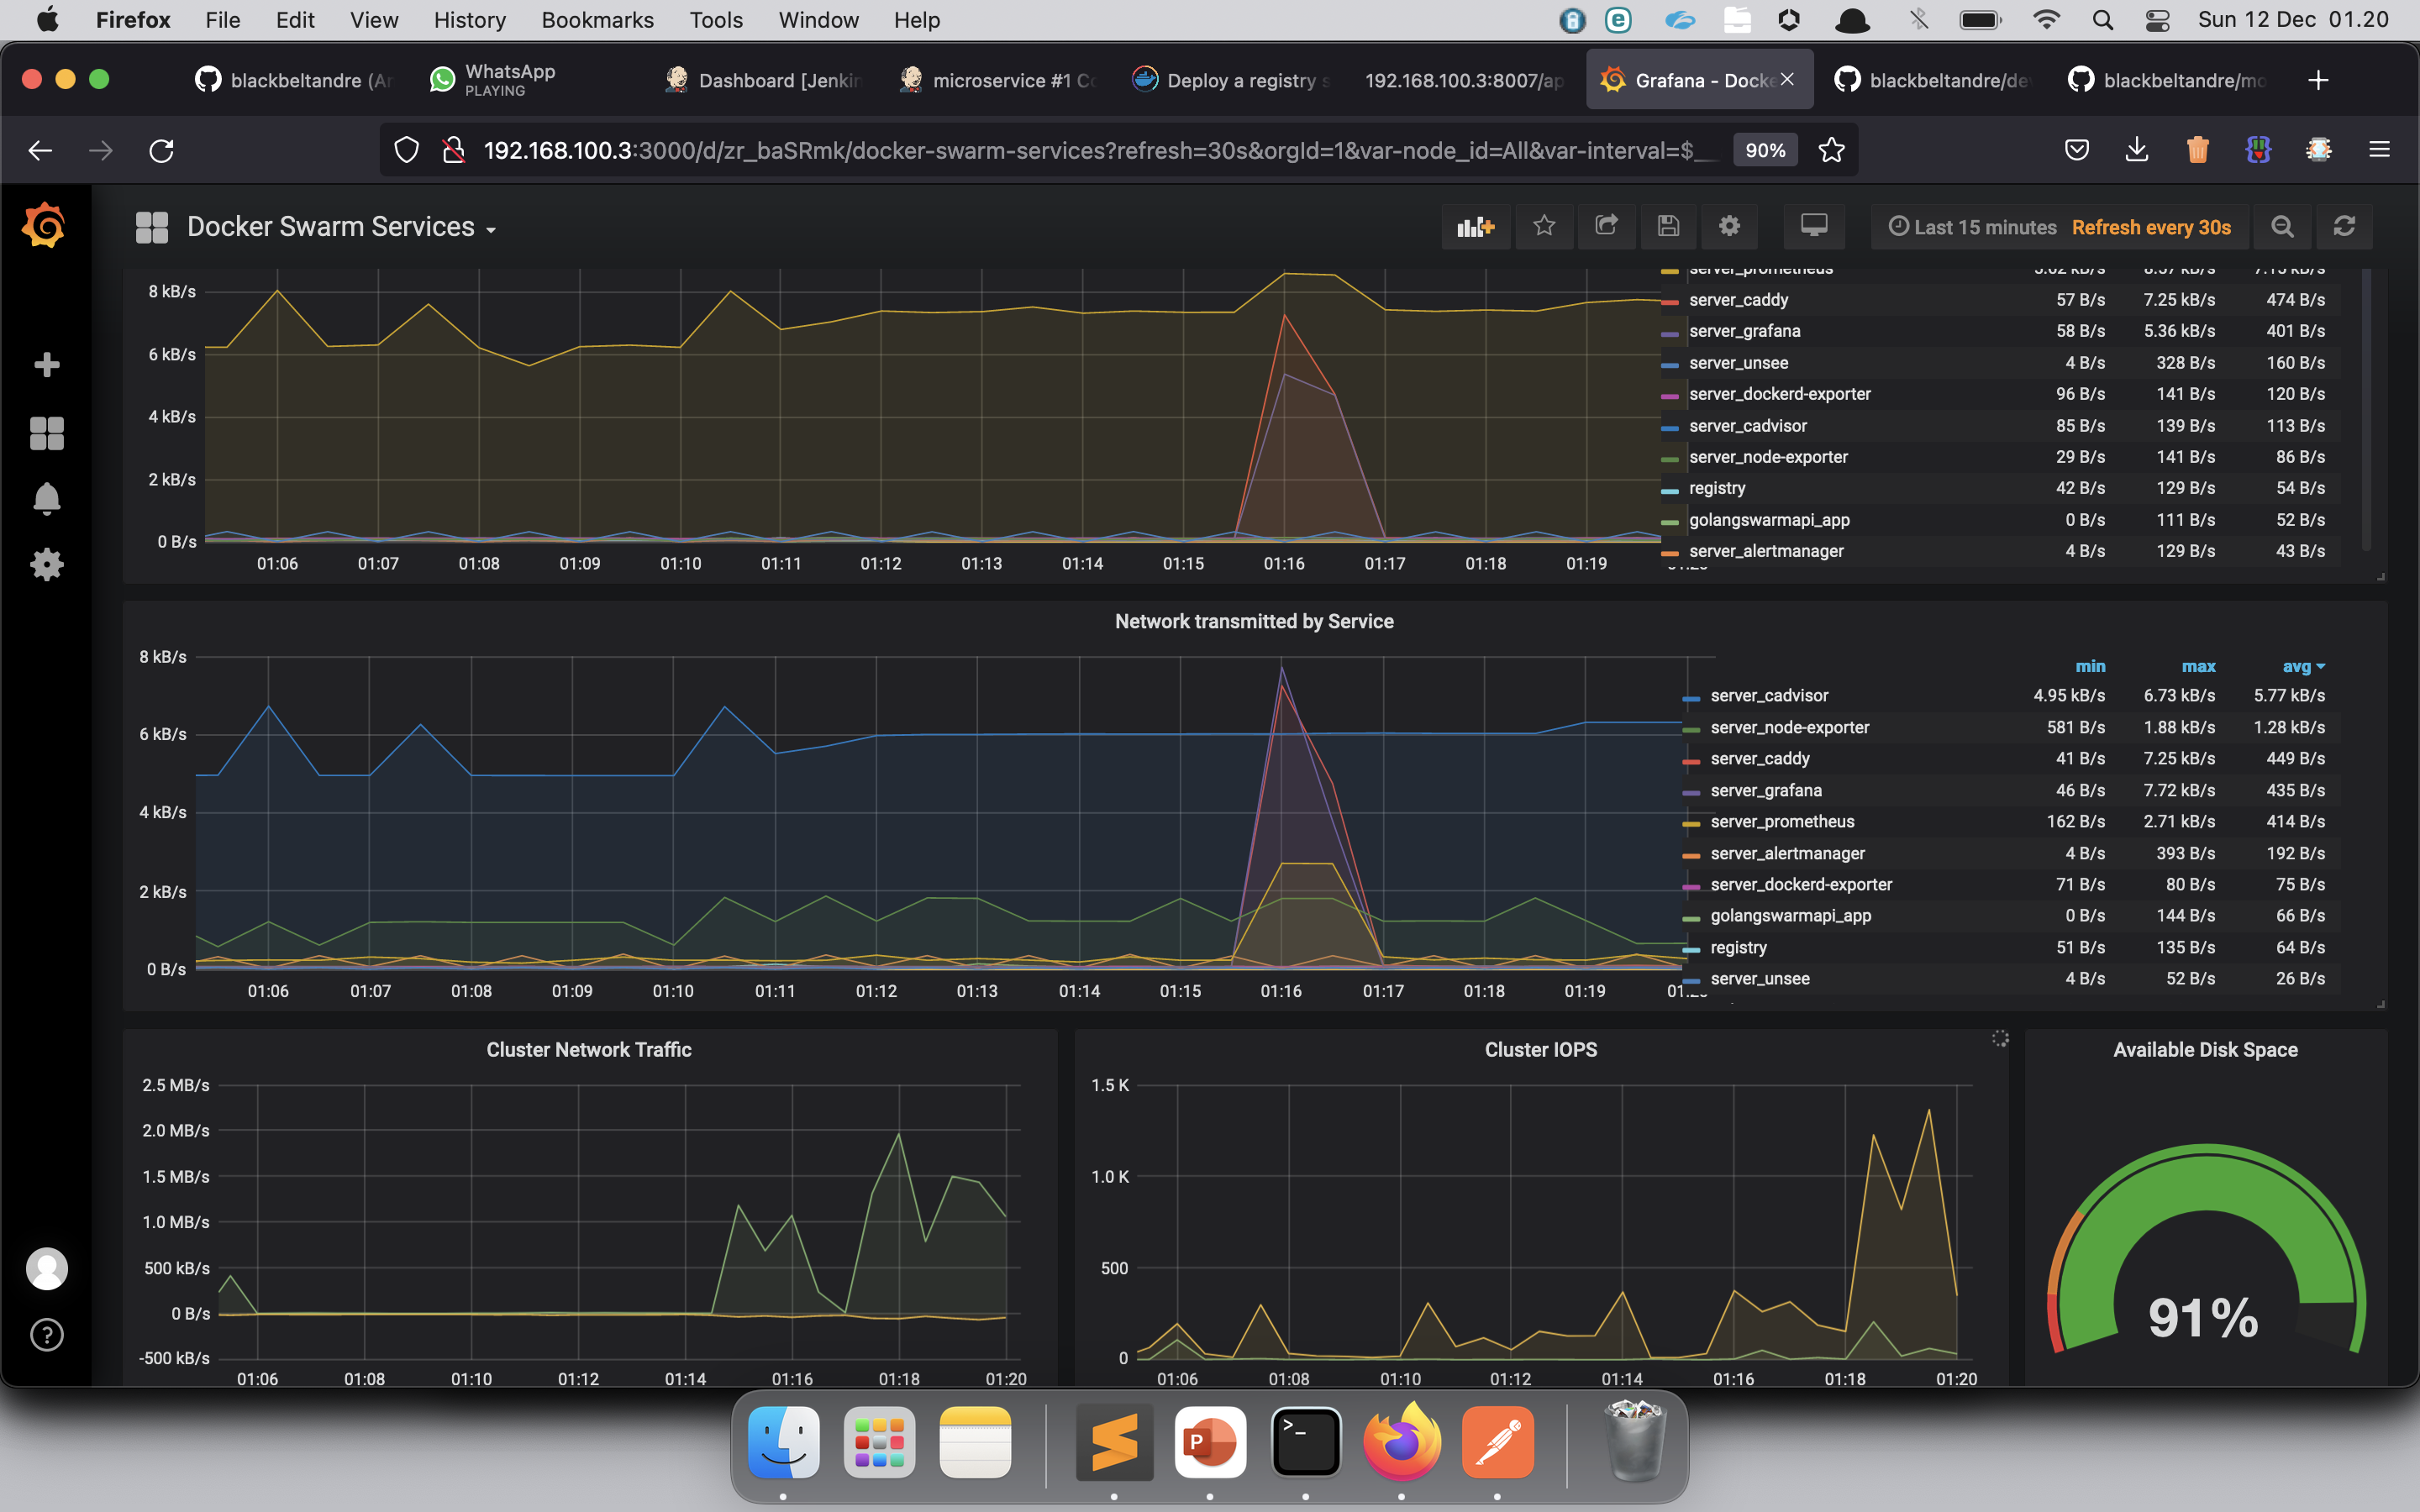 Firefox File Edit View History Bookmarks Tools Window Help Sun 12 Dec 01.20
blackbeltandre (Ar WhatsApp Dashboard [Jenkin microservice #1 Co Deploy a registry s 192.168.100.3:8007/ap Grafana - Docke blackbeltandre/de blackbeltandre/mo
PLAYING
192.168.100.3:3000/d/zr_baSRmk/docker-swarm-services?refresh=30s&orgId=1&var-node_id=All&var-interval=$__ 90%
Docker Swarm Services Last 15 minutes Refresh every 30s
8 kB/s
6 kB/s
4 kB/s
2 kB/s
0 B/s
01:06 01:07 01:08 01:09 01:10 01:11 01:12 01:13 01:14 01:15 01:16 01:17 01:18 01:19
server_prometheus
server_caddy 57 B/s 7.25 kB/s 474 B/s
server_grafana 58 B/s 5.36 kB/s 401 B/s
server_unsee 4 B/s 328 B/s 160 B/s
server_dockerd-exporter 96 B/s 141 B/s 120 B/s
server_cadvisor 85 B/s 139 B/s 113 B/s
server_node-exporter 29 B/s 141 B/s 86 B/s
registry 42 B/s 129 B/s 54 B/s
golangswarmapi_app 0 B/s 111 B/s 52 B/s
server_alertmanager 4 B/s 129 B/s 43 B/s
Network transmitted by Service
8 kB/s
6 kB/s
4 kB/s
2 kB/s
0 B/s
01:06 01:07 01:08 01:09 01:10 01:11 01:12 01:13 01:14 01:15 01:16 01:17 01:18 01:19
min max avg
server_cadvisor 4.95 kB/s 6.73 kB/s 5.77 kB/s
server_node-exporter 581 B/s 1.88 kB/s 1.28 kB/s
server_caddy 41 B/s 7.25 kB/s 449 B/s
server_grafana 46 B/s 7.72 kB/s 435 B/s
server_prometheus 162 B/s 2.71 kB/s 414 B/s
server_alertmanager 4 B/s 393 B/s 192 B/s
server_dockerd-exporter 71 B/s 80 B/s 75 B/s
golangswarmapi_app 0 B/s 144 B/s 66 B/s
registry 51 B/s 135 B/s 64 B/s
server_unsee 4 B/s 52 B/s 26 B/s
Cluster Network Traffic
2.5 MB/s
2.0 MB/s
1.5 MB/s
1.0 MB/s
500 kB/s
0 B/s
-500 kB/s
01:06 01:08 01:10 01:12 01:14 01:16 01:18 01:20
Cluster IOPS
1.5 K
1.0 K
500
0
01:06 01:08 01:10 01:12 01:14 01:16 01:18 01:20
Available Disk Space
91%
P